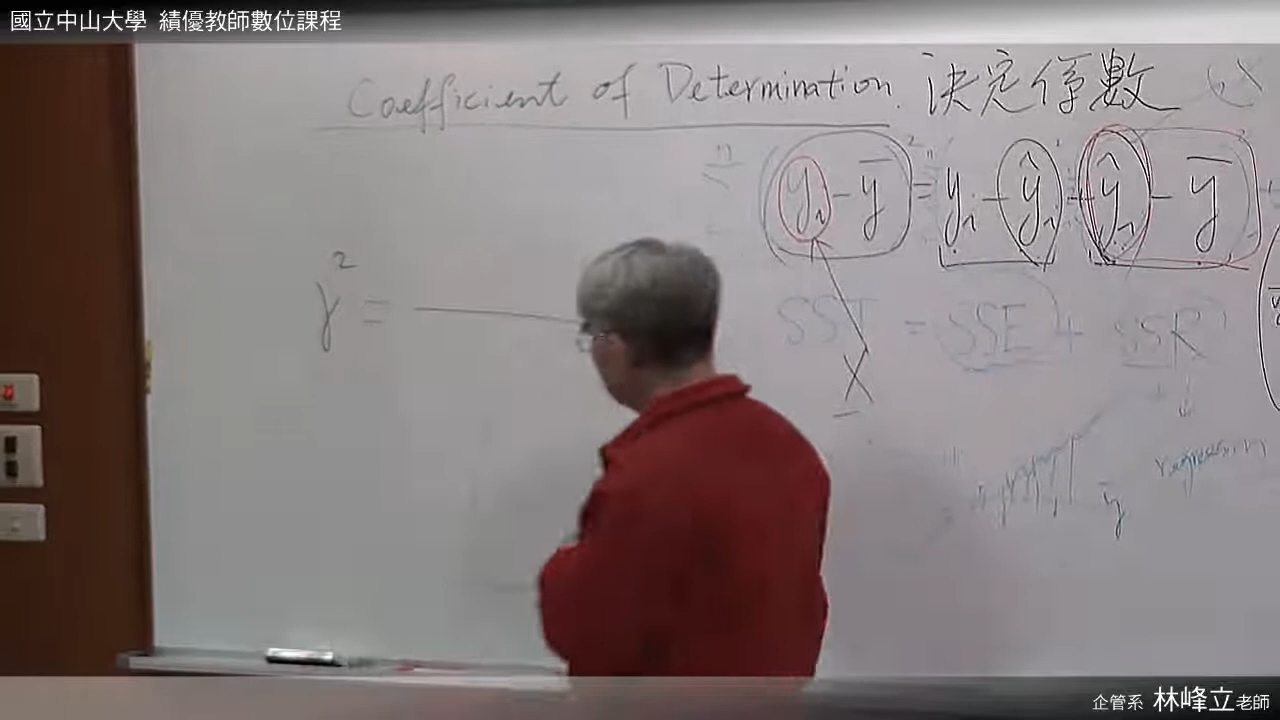 國立中山大學 績優教師數位課程
Coefficient of Determination. 決定係數
(yᵢ - ȳ)² = yᵢ - ŷᵢ + ŷᵢ - ȳ
r² =
SST = SSE + SSR
X
regression
ȳ
企管系 林峰立老師